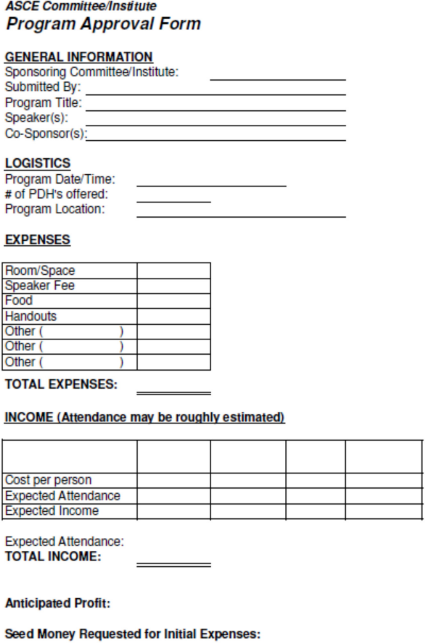 ASCE Committee/Institute
Program Approval Form
GENERAL INFORMATION
Sponsoring Committee/Institute:
Submitted By:
Program Title:
Speaker(s):
Co-Sponsor(s):
LOGISTICS
Program Date/Time:
# of PDH's offered:
Program Location:
EXPENSES
Room/Space
Speaker Fee
Food
Handouts
Other ( )
Other ( )
Other ( )
TOTAL EXPENSES:
INCOME (Attendance may be roughly estimated)
Cost per person
Expected Attendance
Expected Income
Expected Attendance:
TOTAL INCOME:
Anticipated Profit:
Seed Money Requested for Initial Expenses: